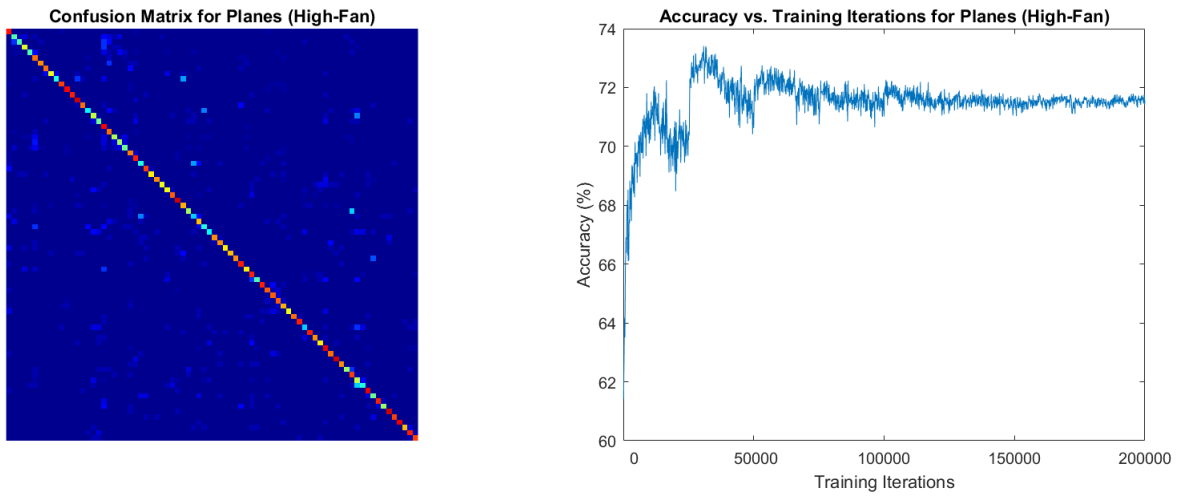 Confusion Matrix for Planes (High-Fan)
Accuracy vs. Training Iterations for Planes (High-Fan)
74
72
70
68
66
64
62
60
Accuracy (%)
0 50000 100000 150000 200000
Training Iterations